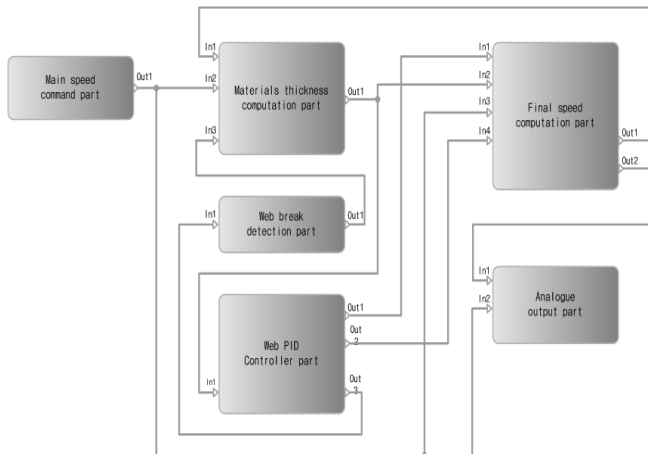 In1
In1
Main speed
command part
Out1
In2
Materials thickness
computation part
Out1
In2
Final speed
computation part
In3
In3
In4
Out1
Out2
In1
Web break
detection part
Out1
In1
Analogue
output part
In2
Out1
Out
2
Web PID
Controller part
In1
Out
3